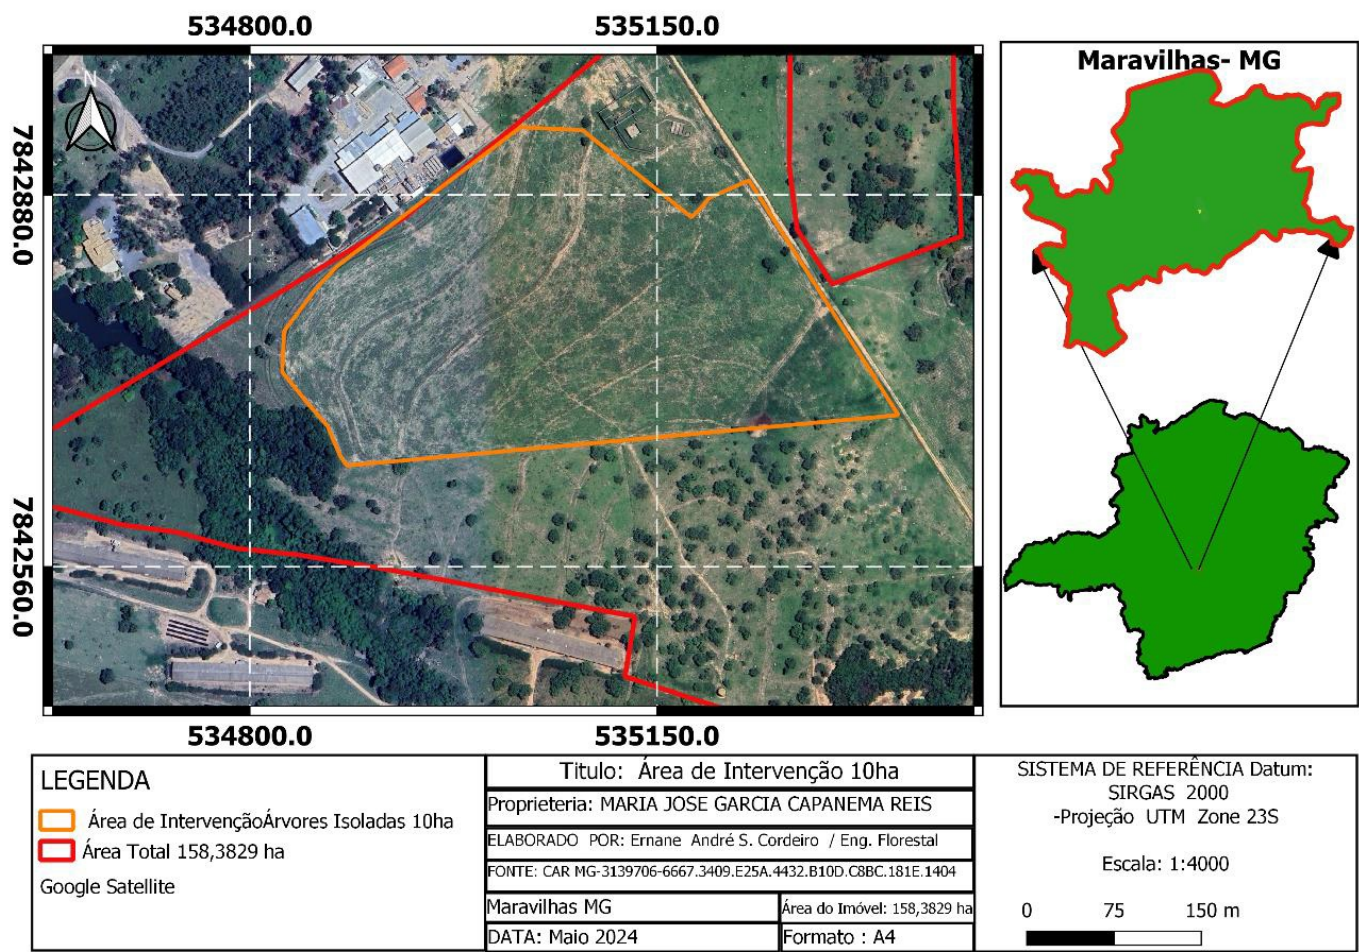 534800.0 535150.0
Maravilhas- MG
N
7842880.0
7842560.0
534800.0 535150.0
LEGENDA
Área de IntervençãoÁrvores Isoladas 10ha
Área Total 158,3829 ha
Google Satellite
Titulo: Área de Intervenção 10ha
Proprieteria: MARIA JOSE GARCIA CAPANEMA REIS
ELABORADO POR: Ernane André S. Cordeiro / Eng. Florestal
FONTE: CAR MG-3139706-6667.3409.E25A.4432.B10D.C8BC.181E.1404
Maravilhas MG
Área do Imóvel: 158,3829 ha
DATA: Maio 2024
Formato : A4
SISTEMA DE REFERÊNCIA Datum:
SIRGAS 2000
-Projeção UTM Zone 23S
Escala: 1:4000
0 75 150 m